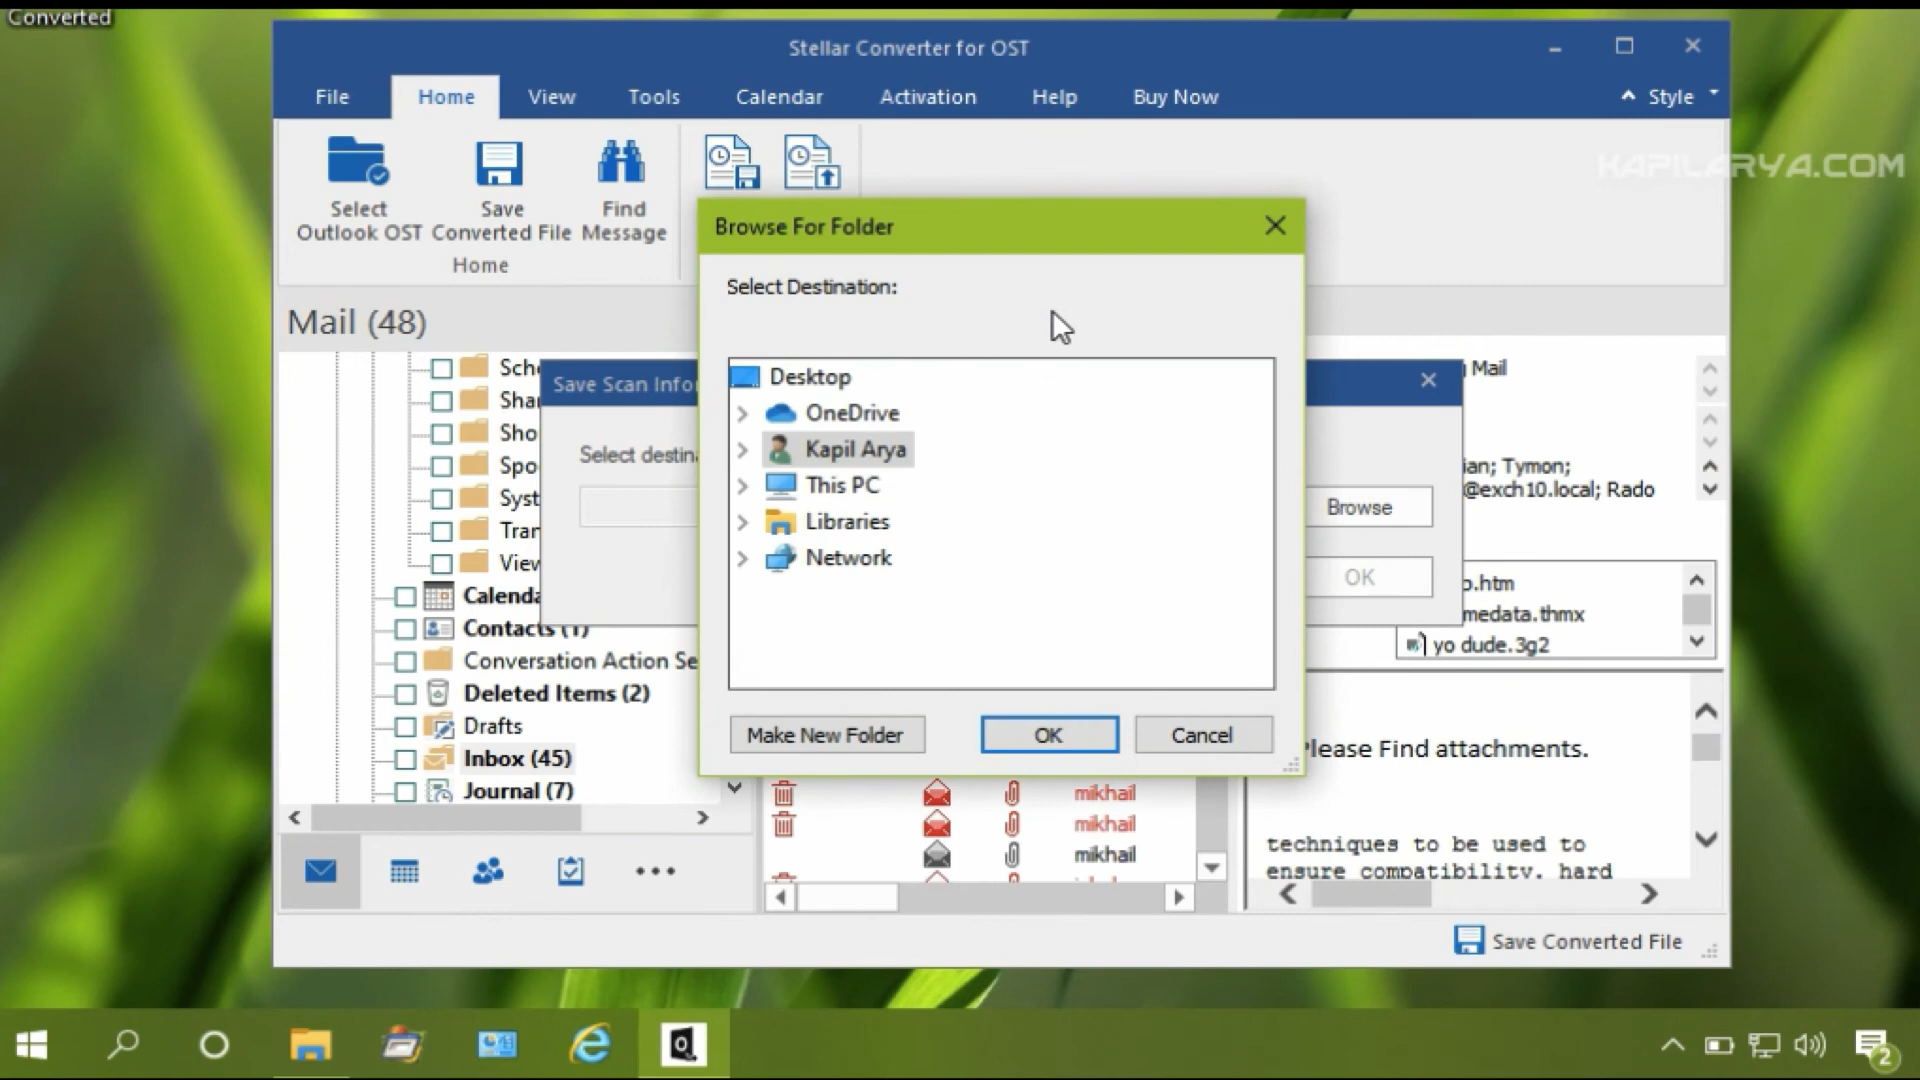 Converted
Stellar Converter for OST
File Home View Tools Calendar Activation Help Buy Now Style
KAPILARYA.COM
Select
Outlook OST
Save
Converted File
Find
Message
Home
Mail (48)
Browse For Folder
Select Destination:
Desktop
OneDrive
Kapil Arya
This PC
Libraries
Network
Make New Folder
OK
Cancel
Save Scan Infor
Select destina
Browse
OK
Sche
Shar
Sho
Spo
Syst
Tran
View
Calenda
Contacts (1)
Conversation Action Se
Deleted Items (2)
Drafts
Inbox (45)
Journal (7)
Mail
ian; Tymon;
@exch10.local; Rado
o.htm
medata.thmx
yo dude.3g2
mikhail
mikhail
mikhail
Please Find attachments.
techniques to be used to
ensure compatibility, hard
Save Converted File
2